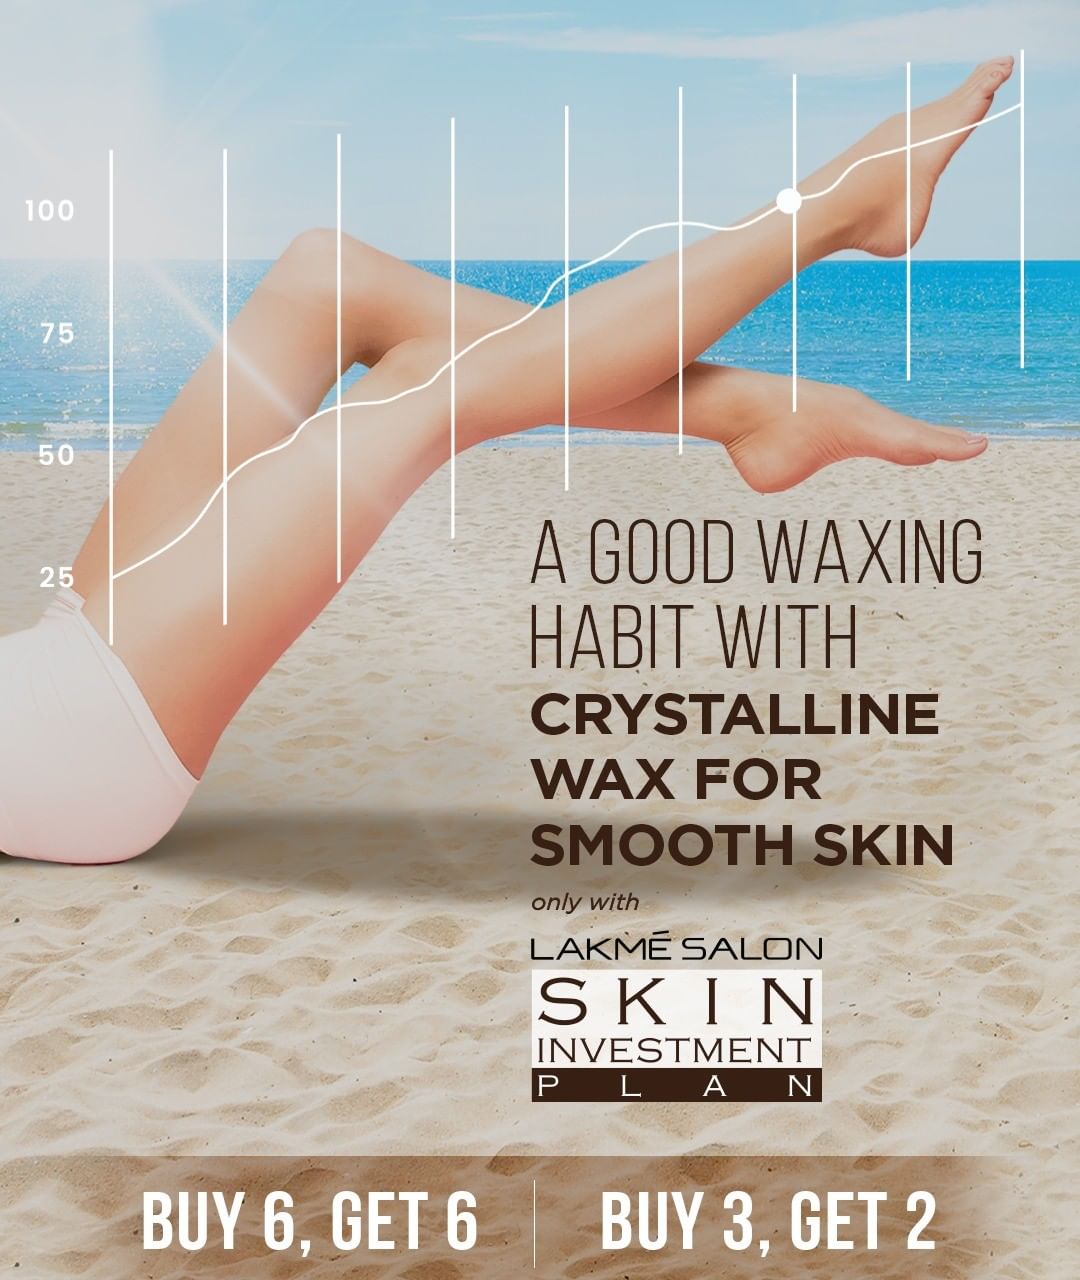 100
75
50
25
A GOOD WAXING
HABIT WITH
CRYSTALLINE
WAX FOR
SMOOTH SKIN
only with
LAKMÉ SALON
SKIN
INVESTMENT
PLAN
BUY 6, GET 6
BUY 3, GET 2